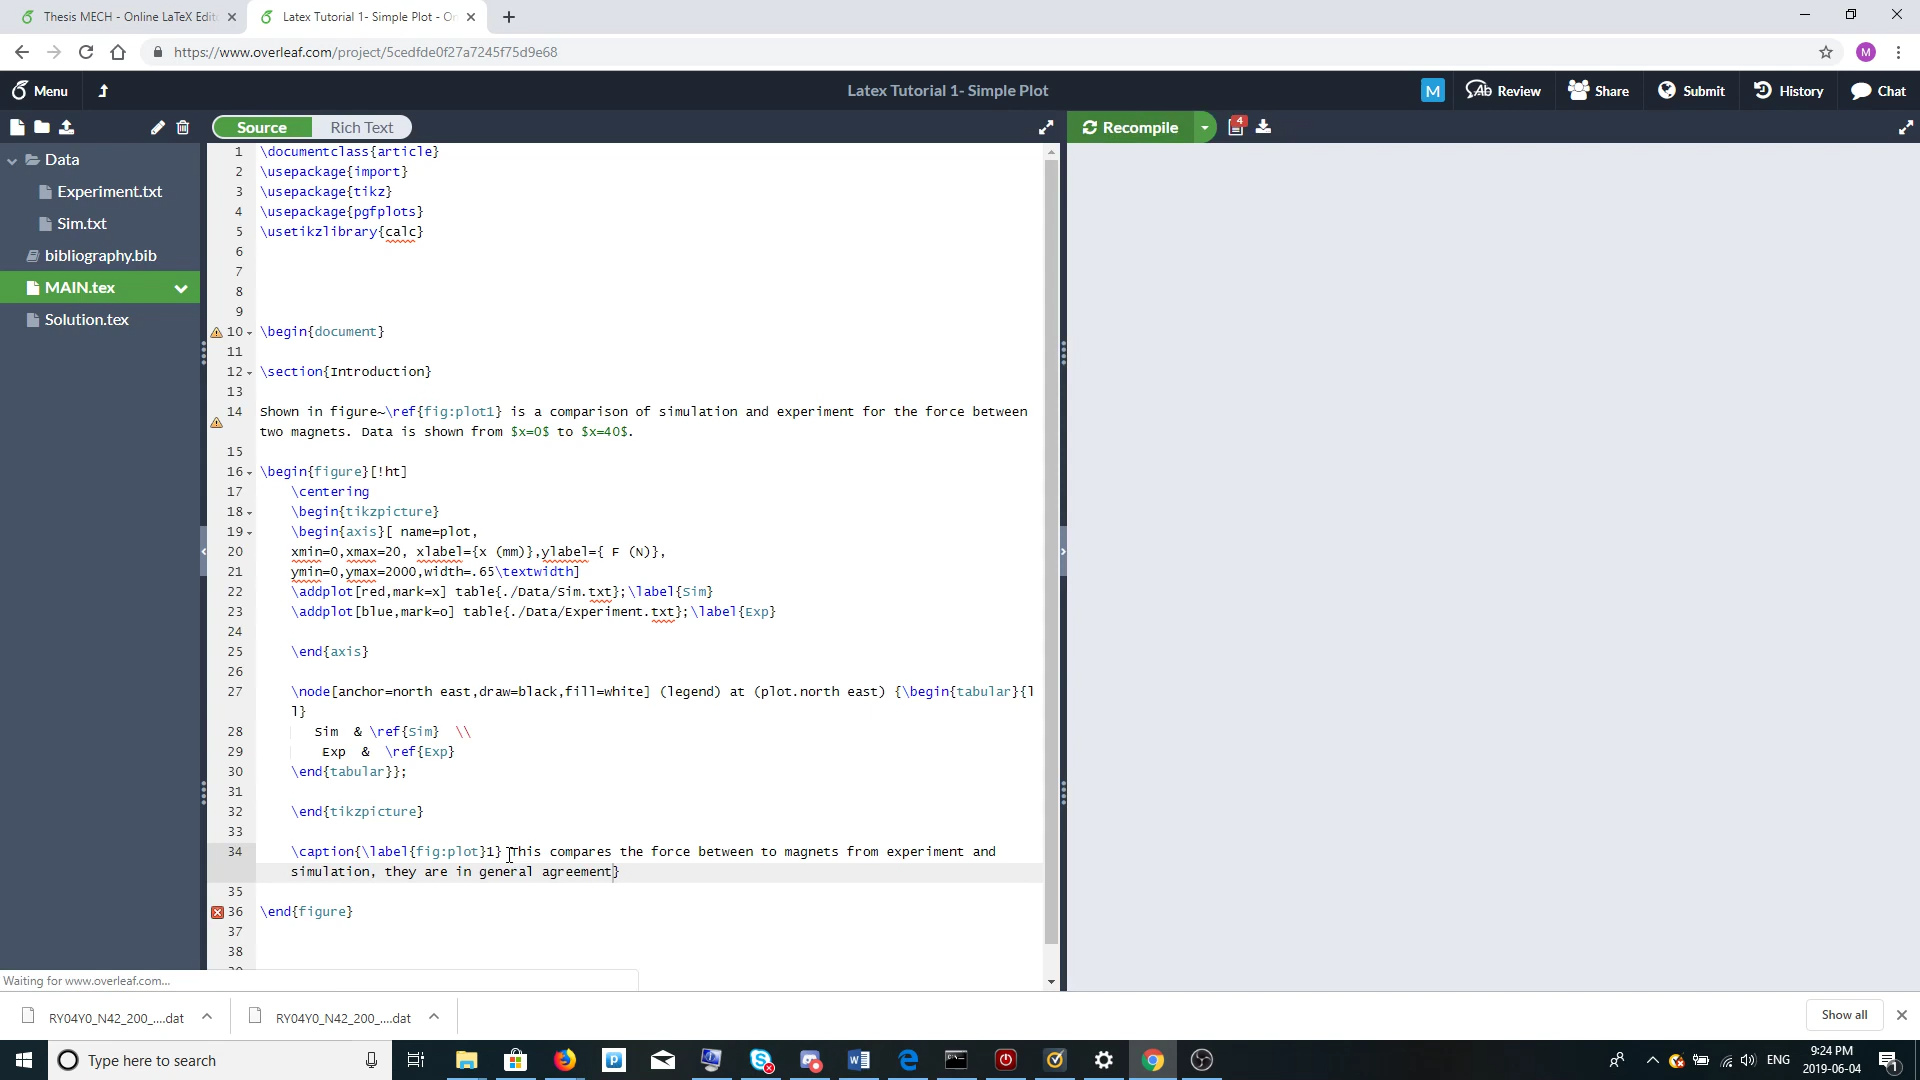 Thesis MECH - Online LaTeX Edit
Latex Tutorial 1- Simple Plot - On
https://www.overleaf.com/project/5cedfde0f27a7245f75d9e68
M
Menu
Latex Tutorial 1- Simple Plot
M
Review
Share
Submit
History
Chat
Source
Rich Text
Recompile
4
Data
Experiment.txt
Sim.txt
bibliography.bib
MAIN.tex
Solution.tex
1 \documentclass{article}
2 \usepackage{import}
3 \usepackage{tikz}
4 \usepackage{pgfplots}
5 \usetikzlibrary{calc}
6
7
8
9
10 \begin{document}
11
12 \section{Introduction}
13
14 Shown in figure~\ref{fig:plot1} is a comparison of simulation and experiment for the force between
two magnets. Data is shown from $x=0$ to $x=40$.
15
16 \begin{figure}[!ht]
17 \centering
18 \begin{tikzpicture}
19 \begin{axis}[ name=plot,
20 xmin=0,xmax=20, xlabel={x (mm)},ylabel={ F (N)},
21 ymin=0,ymax=2000,width=.65\textwidth]
22 \addplot[red,mark=x] table{./Data/Sim.txt};\label{Sim}
23 \addplot[blue,mark=o] table{./Data/Experiment.txt};\label{Exp}
24
25 \end{axis}
26
27 \node[anchor=north east,draw=black,fill=white] (legend) at (plot.north east) {\begin{tabular}{l
l}
28 Sim & \ref{Sim} \\
29 Exp & \ref{Exp}
30 \end{tabular}};
31
32 \end{tikzpicture}
33
34 \caption{\label{fig:plot}1} This compares the force between to magnets from experiment and
simulation, they are in general agreement}
35
36 \end{figure}
37
38
39
Waiting for www.overleaf.com...
RY04Y0_N42_200_....dat
RY04Y0_N42_200_....dat
Show all
Type here to search
ENG
9:24 PM
2019-06-04
1